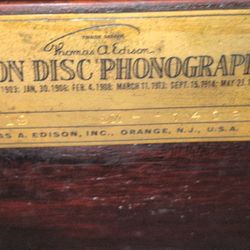 TRADE MARK
Thomas A Edison
ON DISC PHONOGRAPH
1903; JAN. 30, 1906; FEB. 4, 1908; MARCH 11, 1913; SEPT. 15, 1914; MAY 2
AS A. EDISON, INC., ORANGE, N. J., U. S. A.